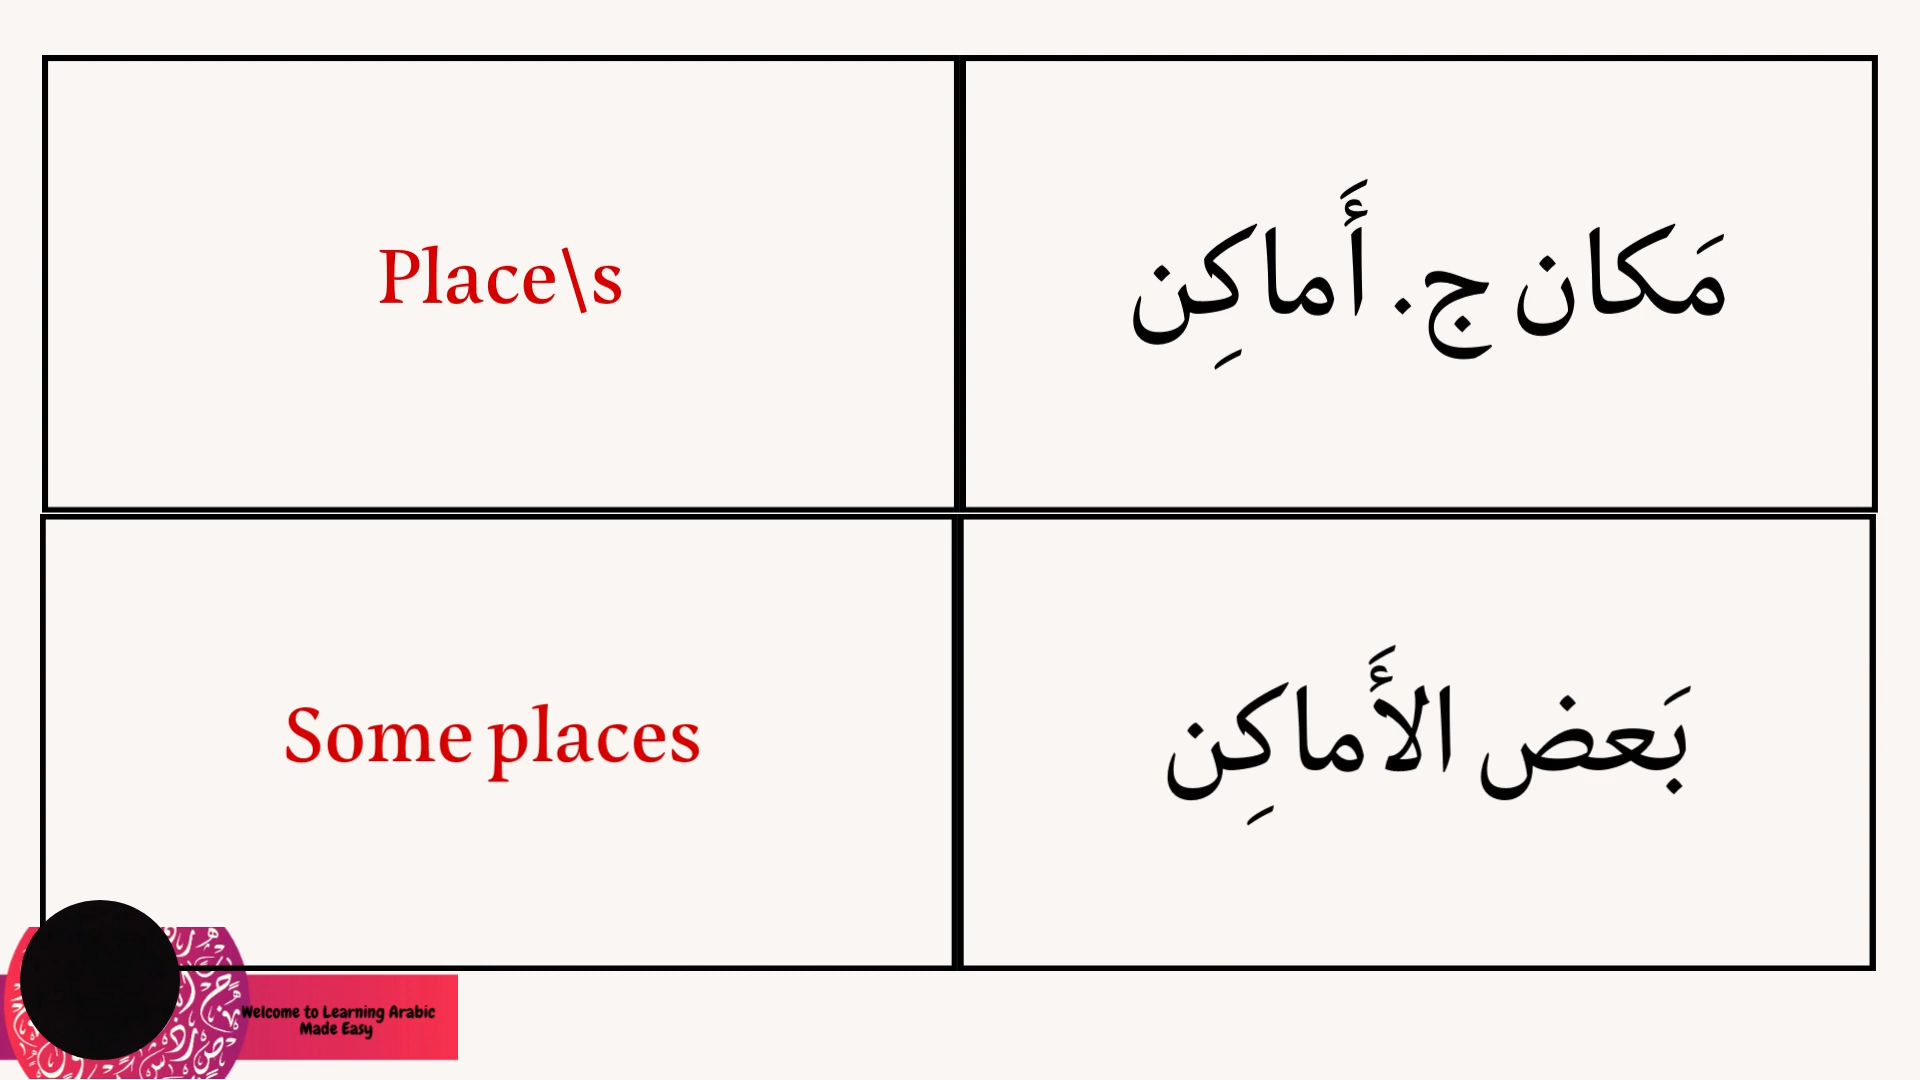 Place\s
مَكان ج. أَماكِن
Some places
بَعض الأَماكِن
Welcome to Learning Arabic
Made Easy